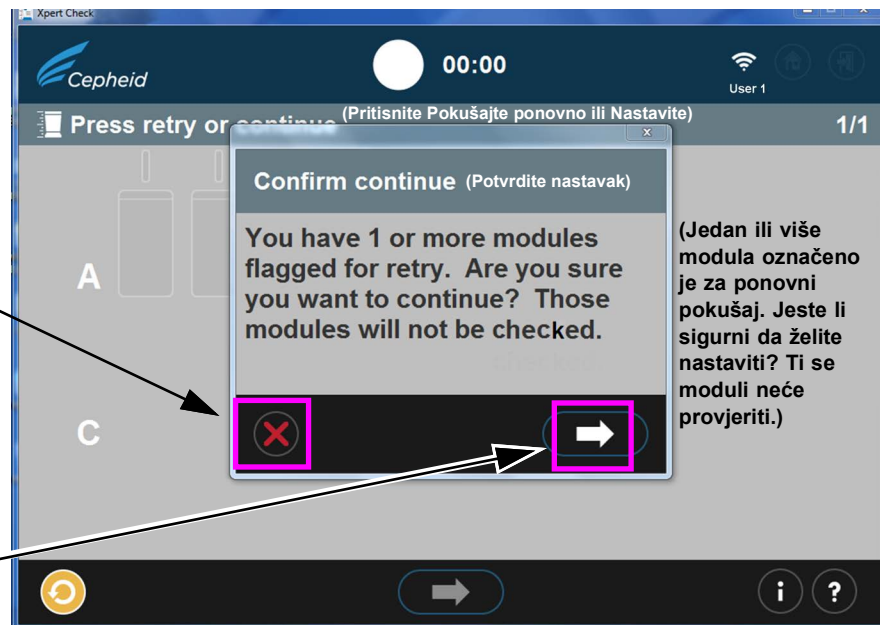 Xpert Check
Cepheid
00:00
User 1
Press retry or continue (Pritisnite Pokušajte ponovno ili Nastavite)
1/1
Confirm continue (Potvrdite nastavak)
You have 1 or more modules
flagged for retry. Are you sure
you want to continue? Those
modules will not be checked.
(Jedan ili više
modula označeno
je za ponovni
pokušaj. Jeste li
sigurni da želite
nastaviti? Ti se
moduli neće
provjeriti.)
A
C